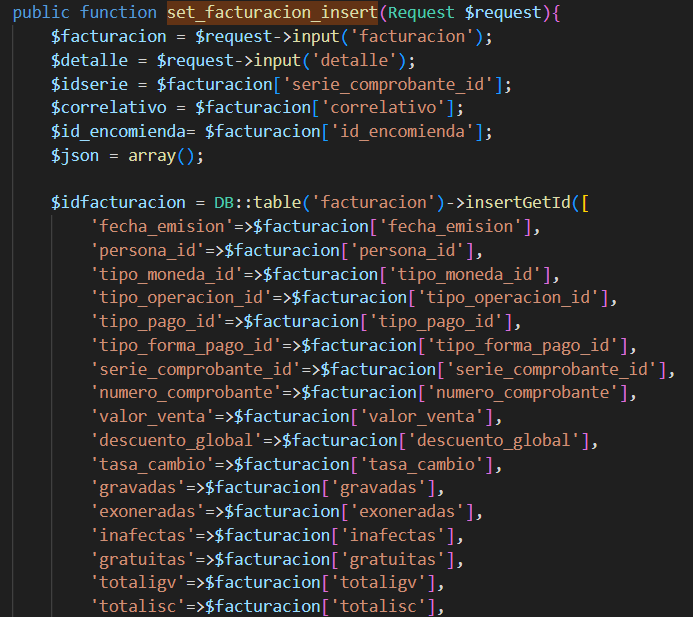 public function set_facturacion_insert(Request $request){
$facturacion = $request->input('facturacion');
$detalle = $request->input('detalle');
$idserie = $facturacion['serie_comprobante_id'];
$correlativo = $facturacion['correlativo'];
$id_encomienda= $facturacion['id_encomienda'];
$json = array();
$idfacturacion = DB::table('facturacion')->insertGetId([
'fecha_emision'=>$facturacion['fecha_emision'],
'persona_id'=>$facturacion['persona_id'],
'tipo_moneda_id'=>$facturacion['tipo_moneda_id'],
'tipo_operacion_id'=>$facturacion['tipo_operacion_id'],
'tipo_pago_id'=>$facturacion['tipo_pago_id'],
'tipo_forma_pago_id'=>$facturacion['tipo_forma_pago_id'],
'serie_comprobante_id'=>$facturacion['serie_comprobante_id'],
'numero_comprobante'=>$facturacion['numero_comprobante'],
'valor_venta'=>$facturacion['valor_venta'],
'descuento_global'=>$facturacion['descuento_global'],
'tasa_cambio'=>$facturacion['tasa_cambio'],
'gravadas'=>$facturacion['gravadas'],
'exoneradas'=>$facturacion['exoneradas'],
'inafectas'=>$facturacion['inafectas'],
'gratuitas'=>$facturacion['gratuitas'],
'totaligv'=>$facturacion['totaligv'],
'totalisc'=>$facturacion['totalisc'],